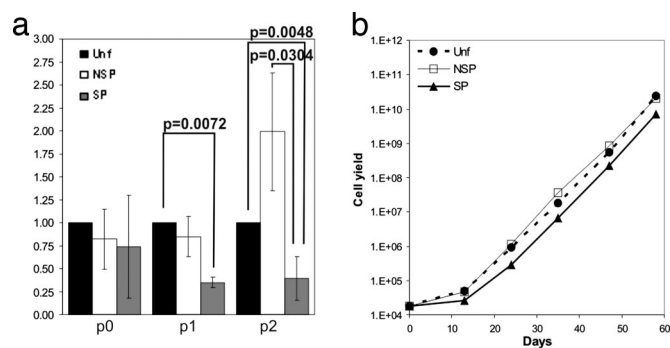 a
3.00
2.75
2.50
2.25
2.00
1.75
1.50
1.25
1.00
0.75
0.50
0.25
0.00
Unf
NSP
SP
p=0.0072
p=0.0048
p=0.0304
p0
p1
p2
b
Cell yield
1.E+12
1.E+11
1.E+10
1.E+09
1.E+08
1.E+07
1.E+06
1.E+05
1.E+04
Unf
NSP
SP
0
10
20
30
40
50
60
Days